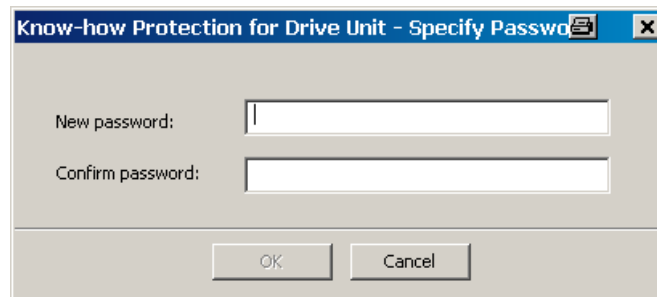 Know-how Protection for Drive Unit - Specify Passwo
New password:
Confirm password:
OK
Cancel